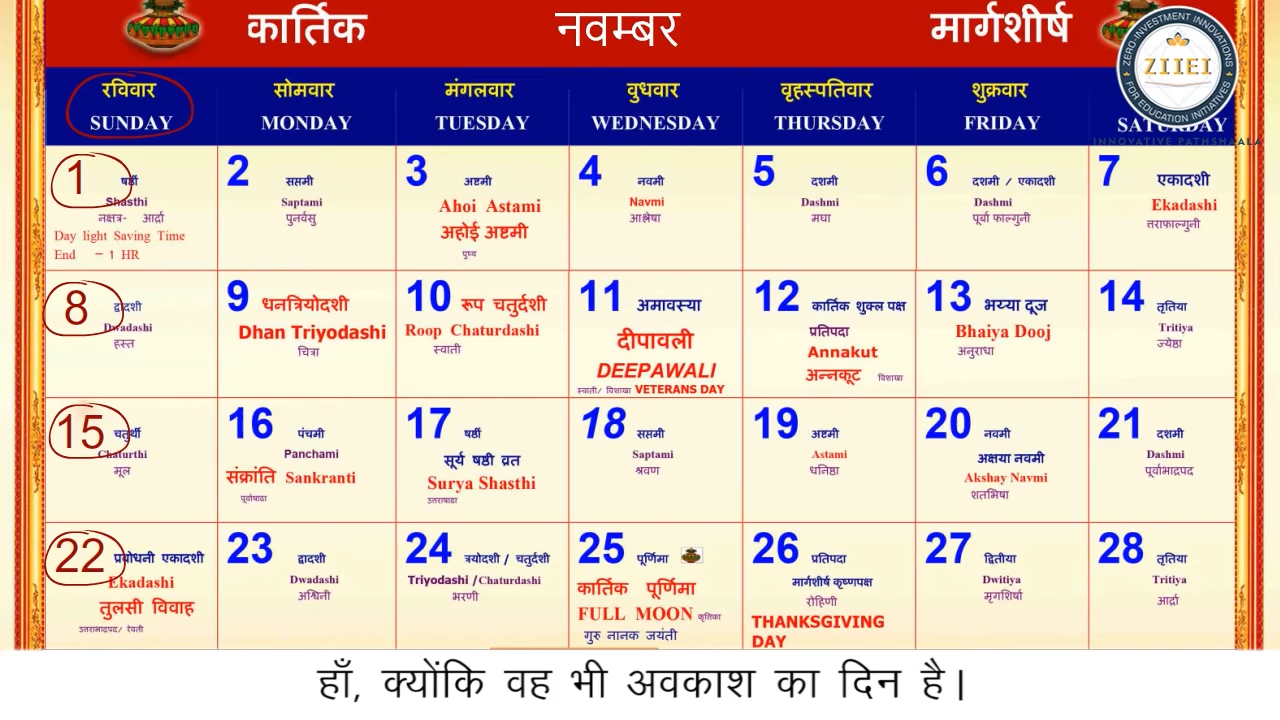 कार्तिक नवम्बर मार्गशीर्ष
ZERO-INVESTMENT INNOVATIONS FOR EDUCATION INITIATIVES
ZIIEI
INNOVATIVE PATHSHAALA
रविवार सोमवार मंगलवार वुधवार वृहस्पतिवार शुक्रवार
SUNDAY MONDAY TUESDAY WEDNESDAY THURSDAY FRIDAY SATURDAY
1 षष्ठी
Shasthi
नक्षत्र- आर्द्रा
Day light Saving Time
End – 1 HR
2 सप्तमी
Saptami
पुनर्वसु
3 अष्टमी
Ahoi Astami
अहोई अष्टमी
पुष्य
4 नवमी
Navmi
आश्लेषा
5 दशमी
Dashmi
मघा
6 दशमी / एकादशी
Dashmi
पूर्बा फाल्गुनी
7 एकादशी
Ekadashi
त्तराफाल्गुनी
8 द्वादशी
Dwadashi
हस्त
9 धनत्रियोदशी
Dhan Triyodashi
चित्रा
10 रूप चतुर्दशी
Roop Chaturdashi
स्वाती
11 अमावस्या
दीपावली
DEEPAWALI
स्वाती/ विशाखा VETERANS DAY
12 कार्तिक शुक्ल पक्ष
प्रतिपदा
Annakut
अन्नकूट विशाखा
13 भय्या दूज
Bhaiya Dooj
अनुराधा
14 तृतिया
Tritiya
ज्येष्ठा
15 चतुर्थी
Chaturthi
मूल
16 पंचमी
Panchami
संक्रांति Sankranti
पूर्वाषाढा
17 षष्ठी
सूर्य षष्ठी व्रत
Surya Shasthi
उत्तराषाढा
18 सप्तमी
Saptami
श्रवण
19 अष्टमी
Astami
धनिष्ठा
20 नवमी
अक्षया नवमी
Akshay Navmi
शतभिषा
21 दशमी
Dashmi
पूर्वाभाद्रपद
22 प्रबोधनी एकादशी
Ekadashi
तुलसी विवाह
उत्तराभाद्रपद/ रेवती
23 द्वादशी
Dwadashi
अश्विनी
24 त्रयोदशी / चतुर्दशी
Triyodashi /Chaturdashi
भरणी
25 पूर्णिमा
कार्तिक पूर्णिमा
FULL MOON कृत्तिका
गुरु नानक जयंती
26 प्रतिपदा
मार्गशीर्ष कृष्णपक्ष
रोहिणी
THANKSGIVING
DAY
27 द्वितीया
Dwitiya
मृगशिर्षा
28 तृतिया
Tritiya
आर्द्रा
हाँ, क्योंकि वह भी अवकाश का दिन है।